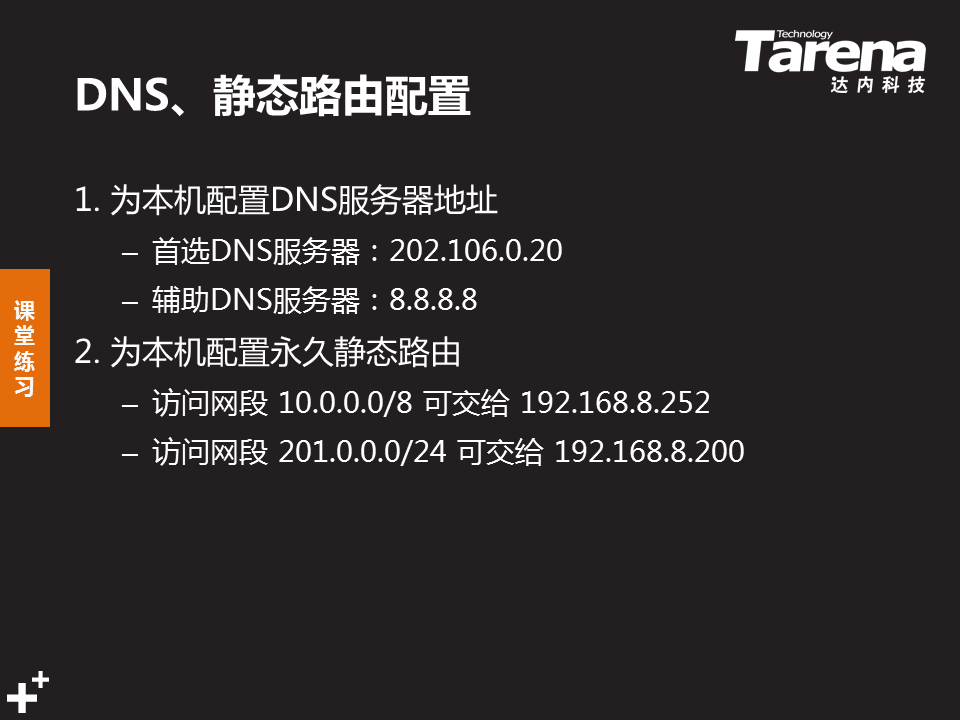 Technology
Tarena
达内科技
DNS、静态路由配置
1. 为本机配置DNS服务器地址
– 首选DNS服务器：202.106.0.20
– 辅助DNS服务器：8.8.8.8
2. 为本机配置永久静态路由
– 访问网段 10.0.0.0/8 可交给 192.168.8.252
– 访问网段 201.0.0.0/24 可交给 192.168.8.200
课堂练习